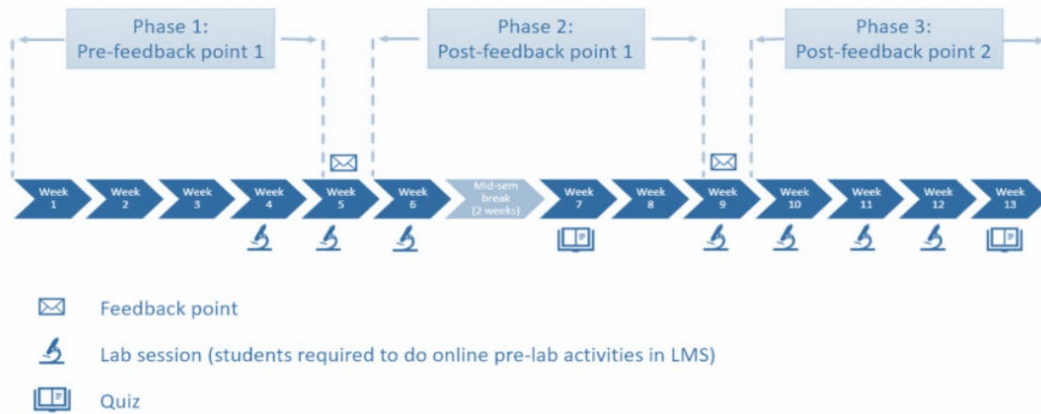 Phase 1:
Pre-feedback point 1
Phase 2:
Post-feedback point 1
Phase 3:
Post-feedback point 2
Week
1
Week
2
Week
3
Week
4
Week
5
Week
6
Mid-sem
break
(2 weeks)
Week
7
Week
8
Week
9
Week
10
Week
11
Week
12
Week
13
Feedback point
Lab session (students required to do online pre-lab activities in LMS)
Quiz